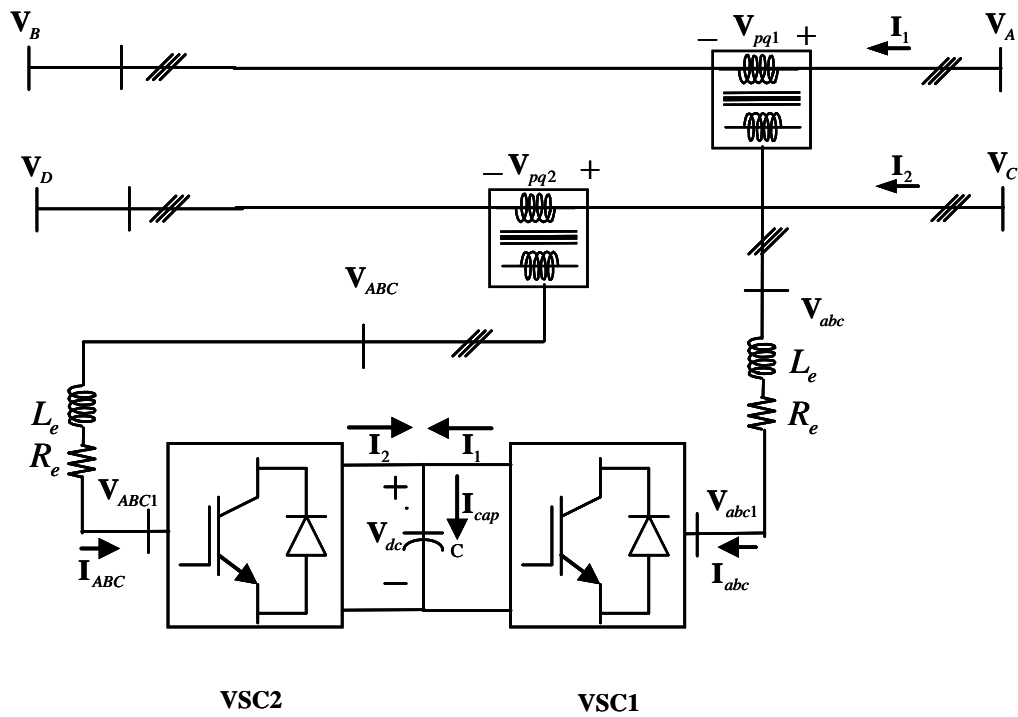 V_B
− V_pq1 +
I_1
V_A
V_D
− V_pq2 +
I_2
V_C
V_ABC
V_abc
L_e
R_e
L_e
R_e
I_2
I_1
V_ABC1
+
V_dc
−
I_cap
C
V_abc1
I_ABC
I_abc
VSC2
VSC1